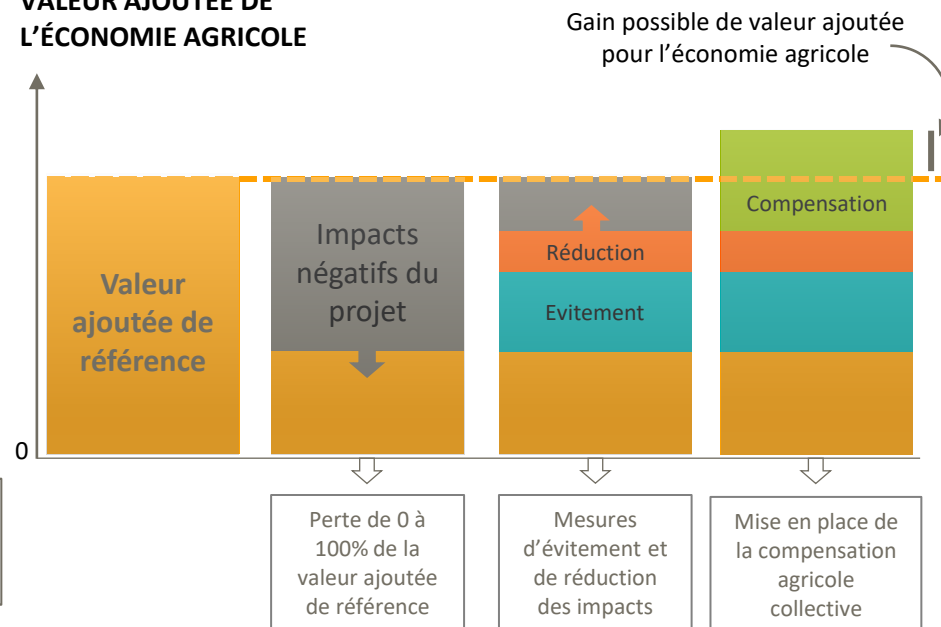 VALEUR AJOUTÉE DE
L'ÉCONOMIE AGRICOLE
Gain possible de valeur ajoutée
pour l'économie agricole
Valeur
ajoutée de
référence
Impacts
négatifs du
projet
Réduction
Evitement
Compensation
0
Perte de 0 à
100% de la
valeur ajoutée
de référence
Mesures
d'évitement et
de réduction
des impacts
Mise en place de
la compensation
agricole
collective